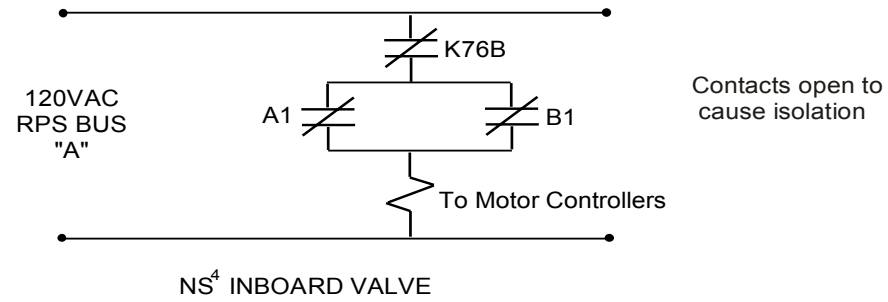 K76B
120VAC
RPS BUS
"A"
A1
B1
Contacts open to
cause isolation
To Motor Controllers
NS⁴ INBOARD VALVE